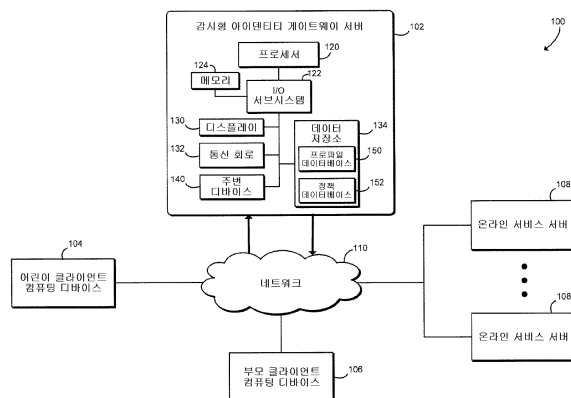 감시형 아이덴티티 게이트웨이 서버
102
100
프로세서
120
124
메모리
122
I/O
서브시스템
130
디스플레이
데이터
저장소
134
132
통신 회로
프로파일
데이터베이스
150
140
주변
디바이스
정책
데이터베이스
152
108
온라인 서비스 서버
104
어린이 클라이언트
컴퓨팅 디바이스
110
네트워크
108
온라인 서비스 서버
부모 클라이언트
컴퓨팅 디바이스
106